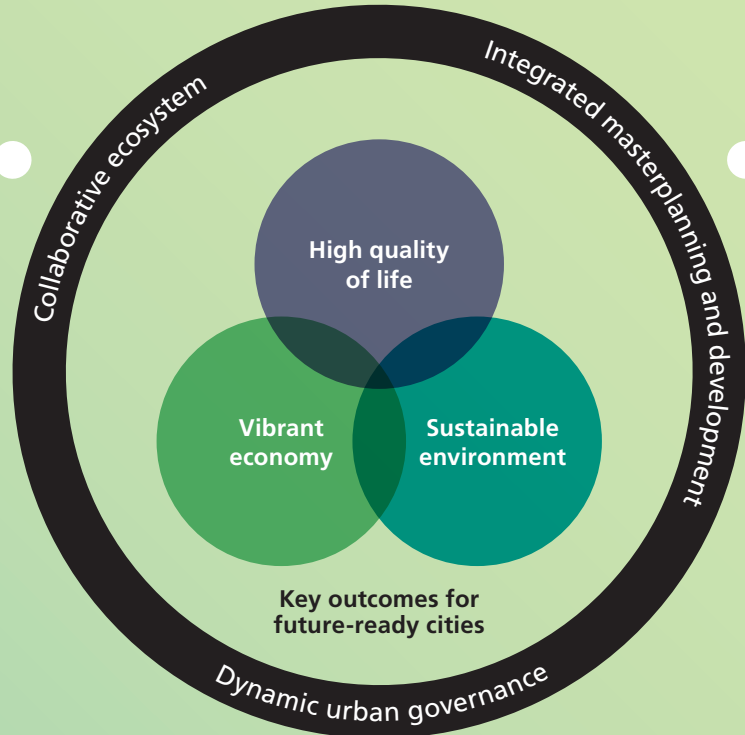 Collaborative ecosystem
Integrated masterplanning and development
High quality
of life
Vibrant
economy
Sustainable
environment
Key outcomes for
future-ready cities
Dynamic urban governance